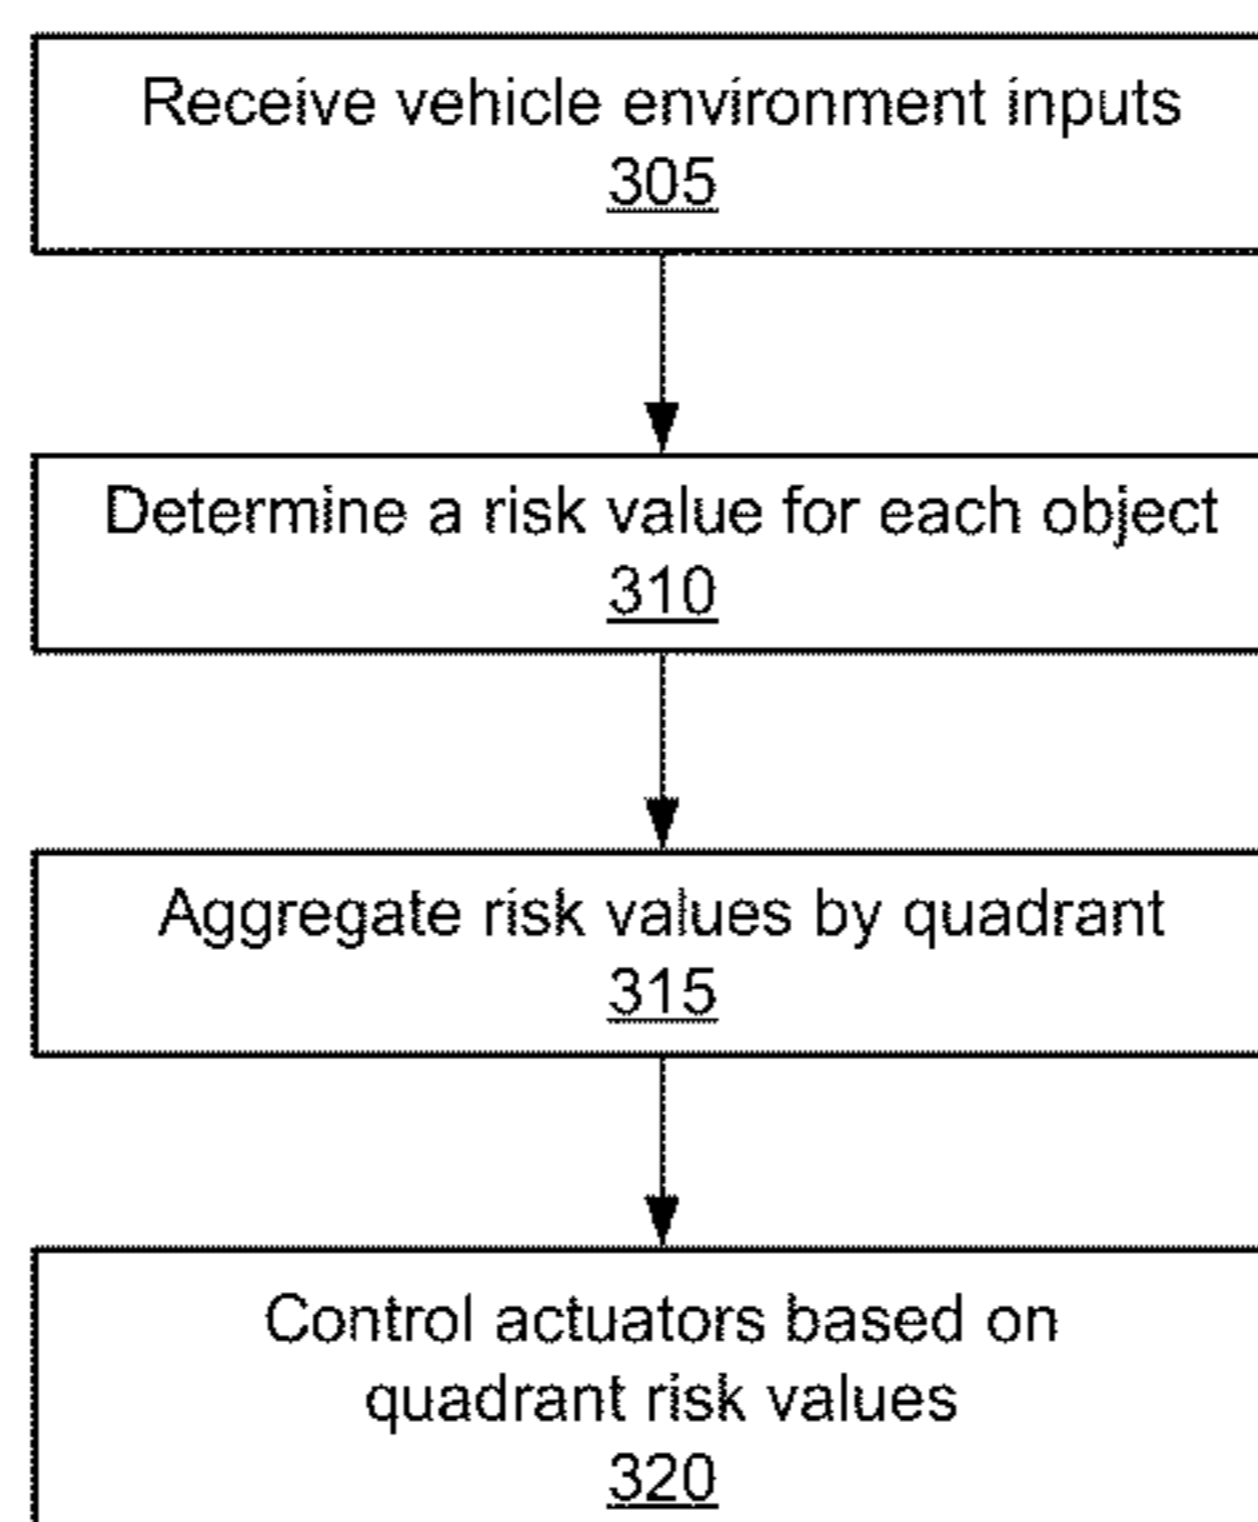 Receive vehicle environment inputs
305
Determine a risk value for each object
310
Aggregate risk values by quadrant
315
Control actuators based on
quadrant risk values
320